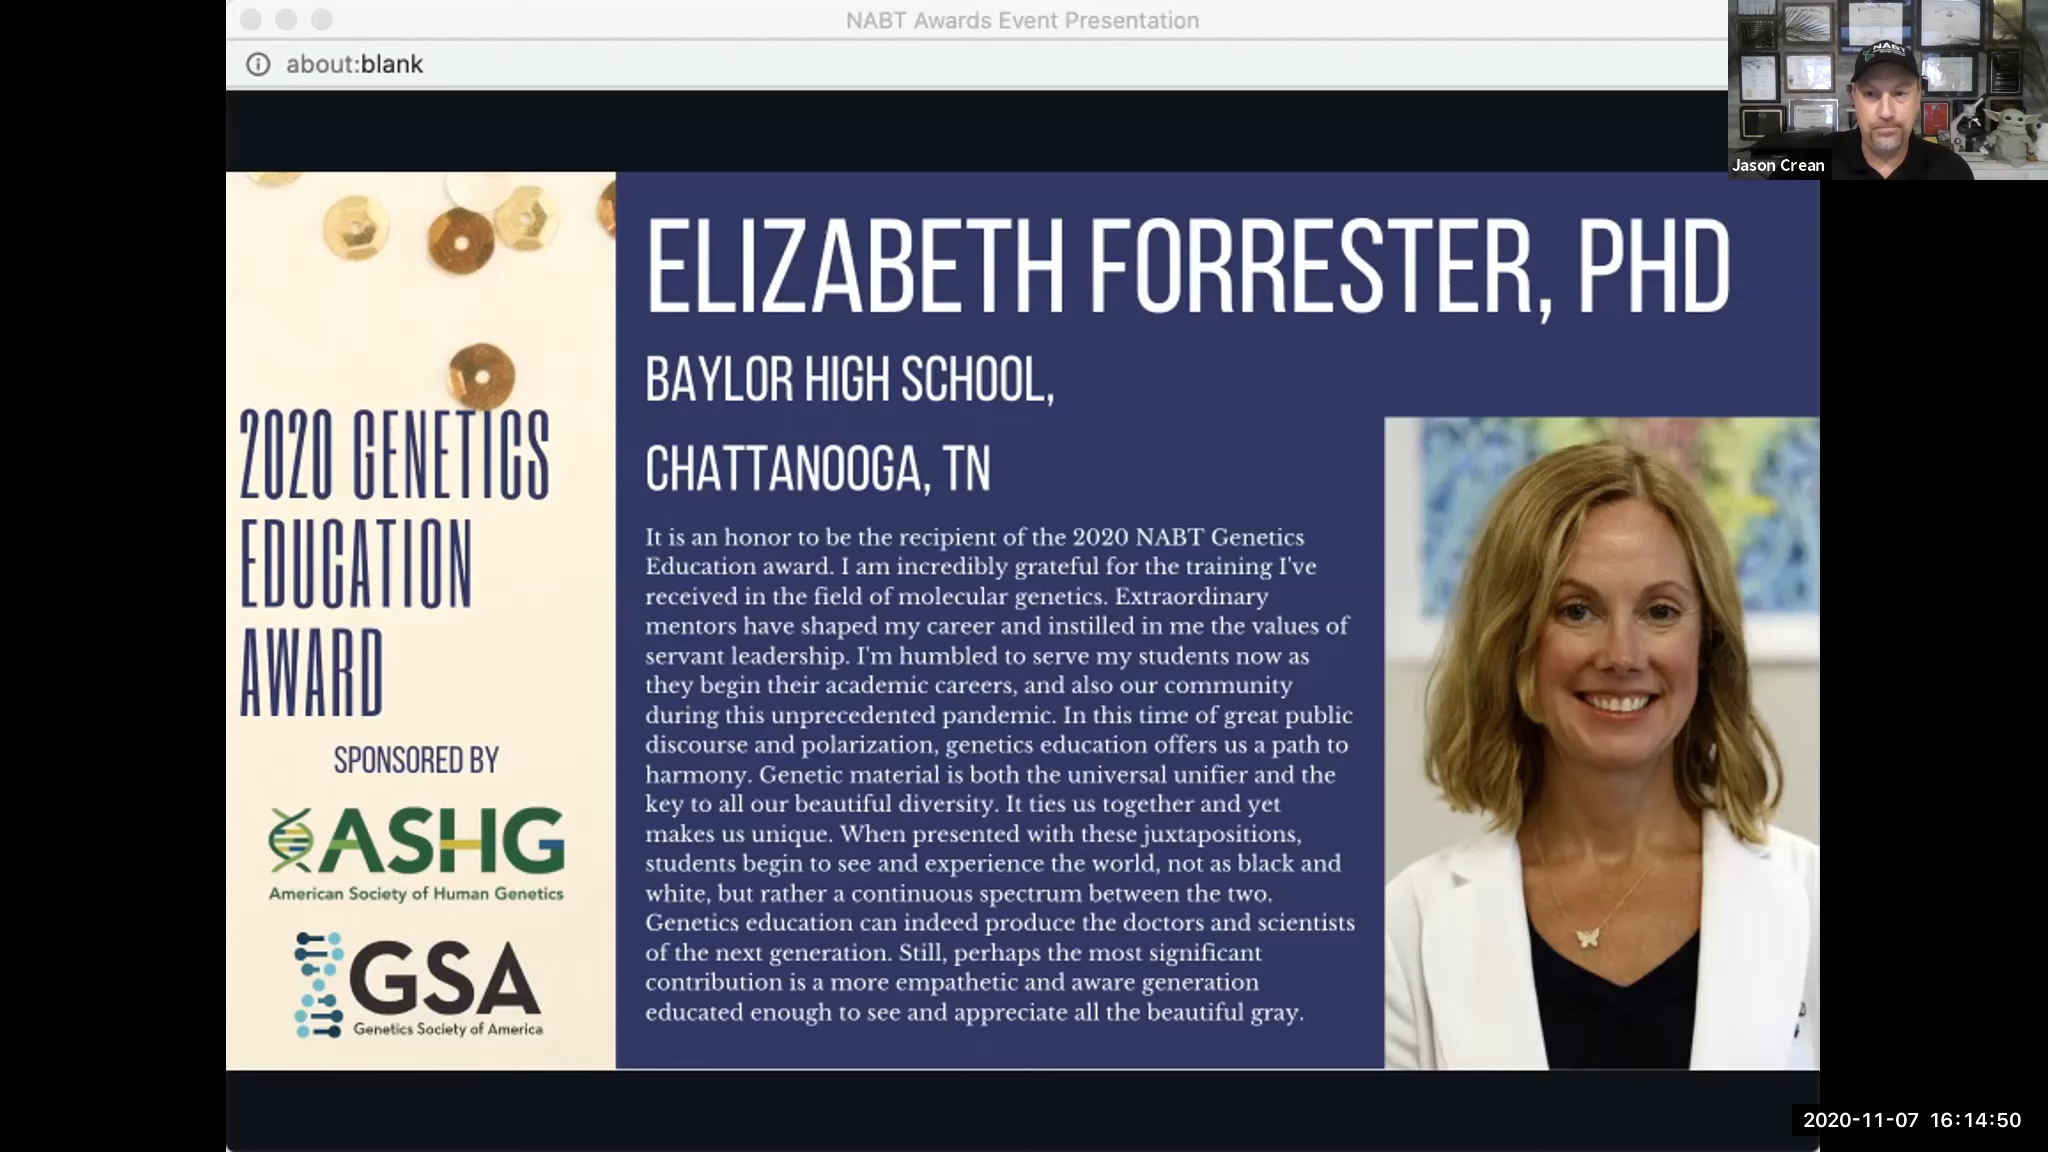 NABT Awards Event Presentation
about:blank
NABT
Jason Crean
ELIZABETH FORRESTER, PHD
BAYLOR HIGH SCHOOL,
CHATTANOOGA, TN
2020 GENETICS
EDUCATION
AWARD
SPONSORED BY
ASHG
American Society of Human Genetics
GSA
Genetics Society of America
It is an honor to be the recipient of the 2020 NABT Genetics
Education award. I am incredibly grateful for the training I've
received in the field of molecular genetics. Extraordinary
mentors have shaped my career and instilled in me the values of
servant leadership. I'm humbled to serve my students now as
they begin their academic careers, and also our community
during this unprecedented pandemic. In this time of great public
discourse and polarization, genetics education offers us a path to
harmony. Genetic material is both the universal unifier and the
key to all our beautiful diversity. It ties us together and yet
makes us unique. When presented with these juxtapositions,
students begin to see and experience the world, not as black and
white, but rather a continuous spectrum between the two.
Genetics education can indeed produce the doctors and scientists
of the next generation. Still, perhaps the most significant
contribution is a more empathetic and aware generation
educated enough to see and appreciate all the beautiful gray.
2020-11-07 16:14:50